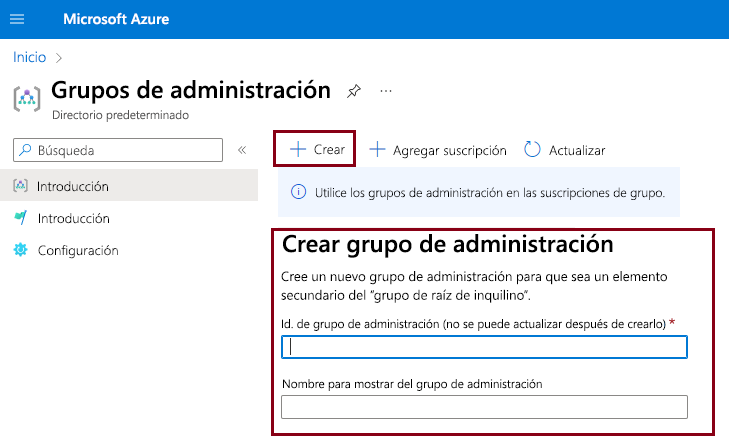 Microsoft Azure
Inicio >
Grupos de administración ...
Directorio predeterminado
Búsqueda «
Introducción
Introducción
Configuración
+ Crear + Agregar suscripción Actualizar
Utilice los grupos de administración en las suscripciones de grupo.
Crear grupo de administración
Cree un nuevo grupo de administración para que sea un elemento
secundario del “grupo de raíz de inquilino”.
Id. de grupo de administración (no se puede actualizar después de crearlo) *
Nombre para mostrar del grupo de administración